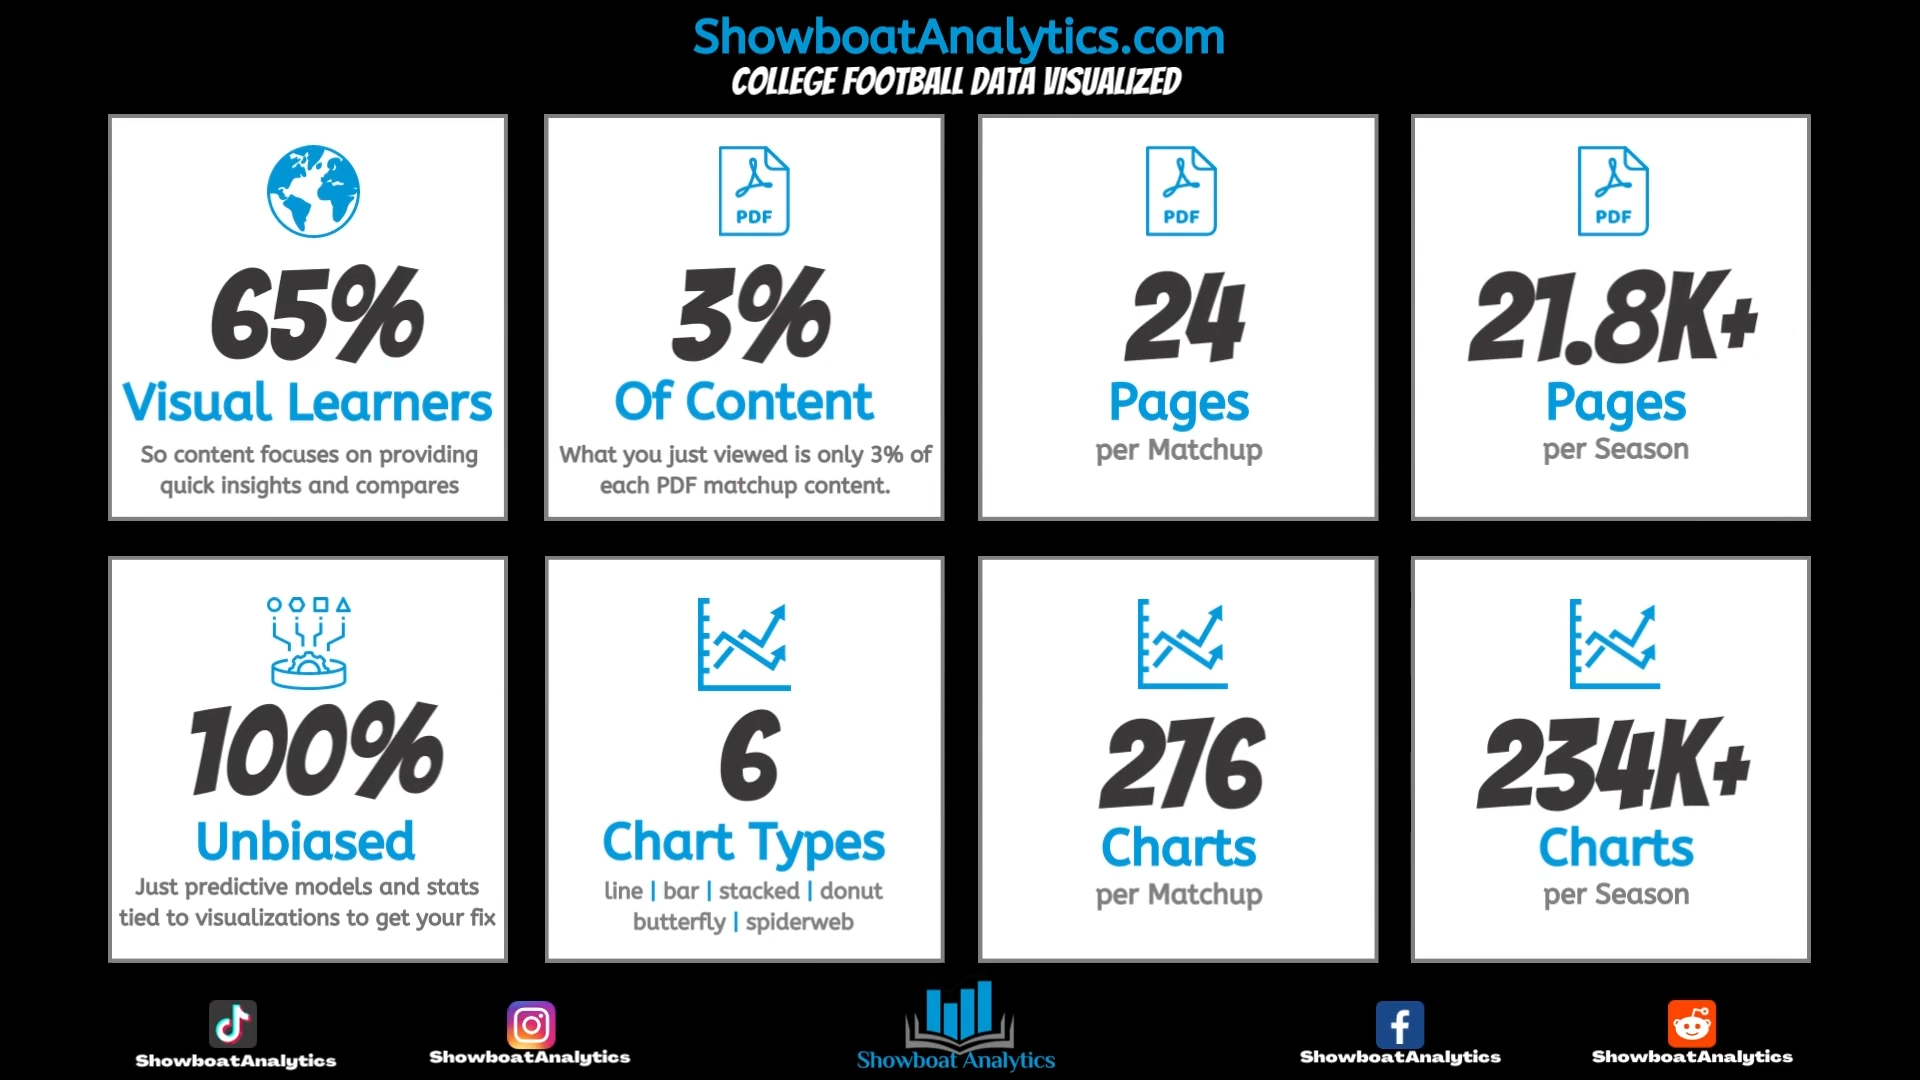 ShowboatAnalytics.com
COLLEGE FOOTBALL DATA VISUALIZED
PDF
65%
Visual Learners
So content focuses on providing
quick insights and compares
PDF
3%
Of Content
What you just viewed is only 3% of
each PDF matchup content.
PDF
24
Pages
per Matchup
21.8K+
Pages
per Season
100%
Unbiased
Just predictive models and stats
tied to visualizations to get your fix
6
Chart Types
line | bar | stacked | donut
butterfly | spiderweb
276
Charts
per Matchup
234K+
Charts
per Season
ShowboatAnalytics
ShowboatAnalytics
Showboat Analytics
ShowboatAnalytics
ShowboatAnalytics